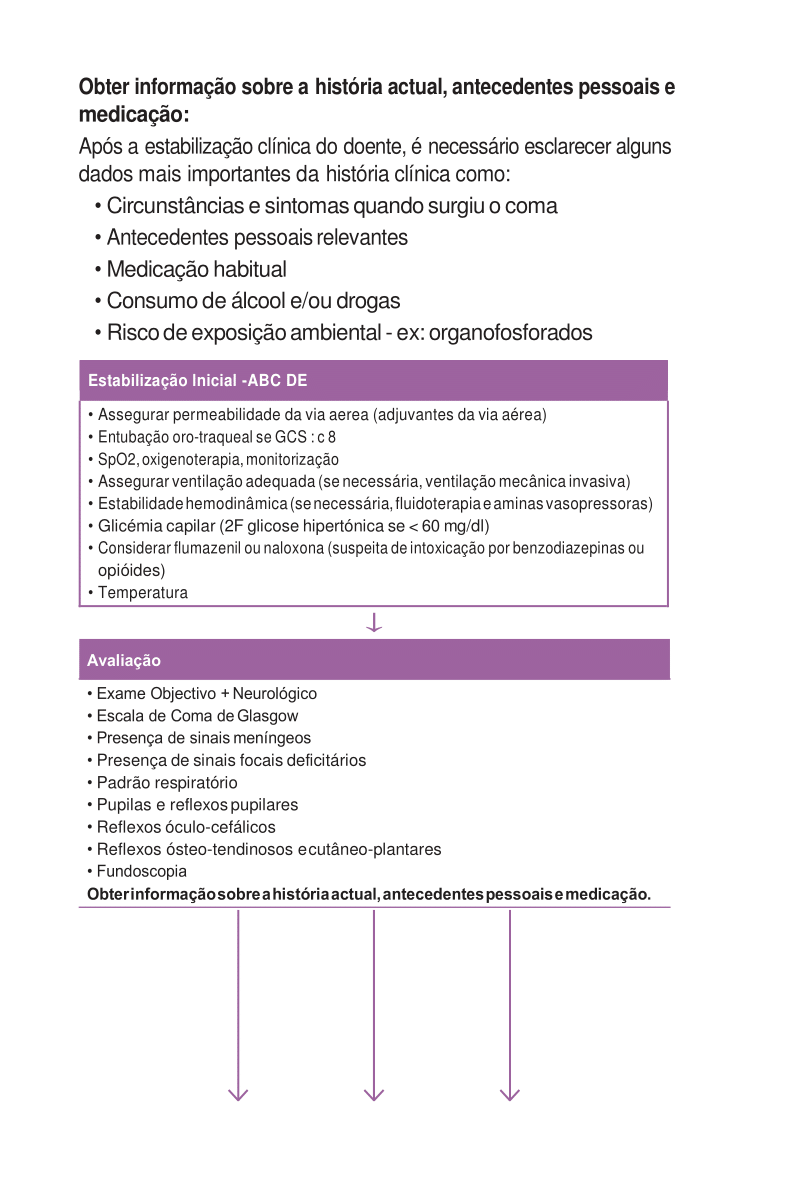 Obter informação sobre a história actual, antecedentes pessoais e
medicação:
Após a estabilização clínica do doente, é necessário esclarecer alguns
dados mais importantes da história clínica como:
• Circunstâncias e sintomas quando surgiu o coma
• Antecedentes pessoais relevantes
• Medicação habitual
• Consumo de álcool e/ou drogas
• Risco de exposição ambiental - ex: organofosforados
Estabilização Inicial -ABC DE
• Assegurar permeabilidade da via aerea (adjuvantes da via aérea)
• Entubação oro-traqueal se GCS : c 8
• SpO2, oxigenoterapia, monitorização
• Assegurar ventilação adequada (se necessária, ventilação mecânica invasiva)
• Estabilidade hemodinâmica (se necessária, fluidoterapia e aminas vasopressoras)
• Glicémia capilar (2F glicose hipertónica se < 60 mg/dl)
• Considerar flumazenil ou naloxona (suspeita de intoxicação por benzodiazepinas ou
opióides)
• Temperatura
Avaliação
• Exame Objectivo + Neurológico
• Escala de Coma de Glasgow
• Presença de sinais meníngeos
• Presença de sinais focais deficitários
• Padrão respiratório
• Pupilas e reflexos pupilares
• Reflexos óculo-cefálicos
• Reflexos ósteo-tendinosos e cutâneo-plantares
• Fundoscopia
Obter informação sobre a história actual, antecedentes pessoais e medicação.